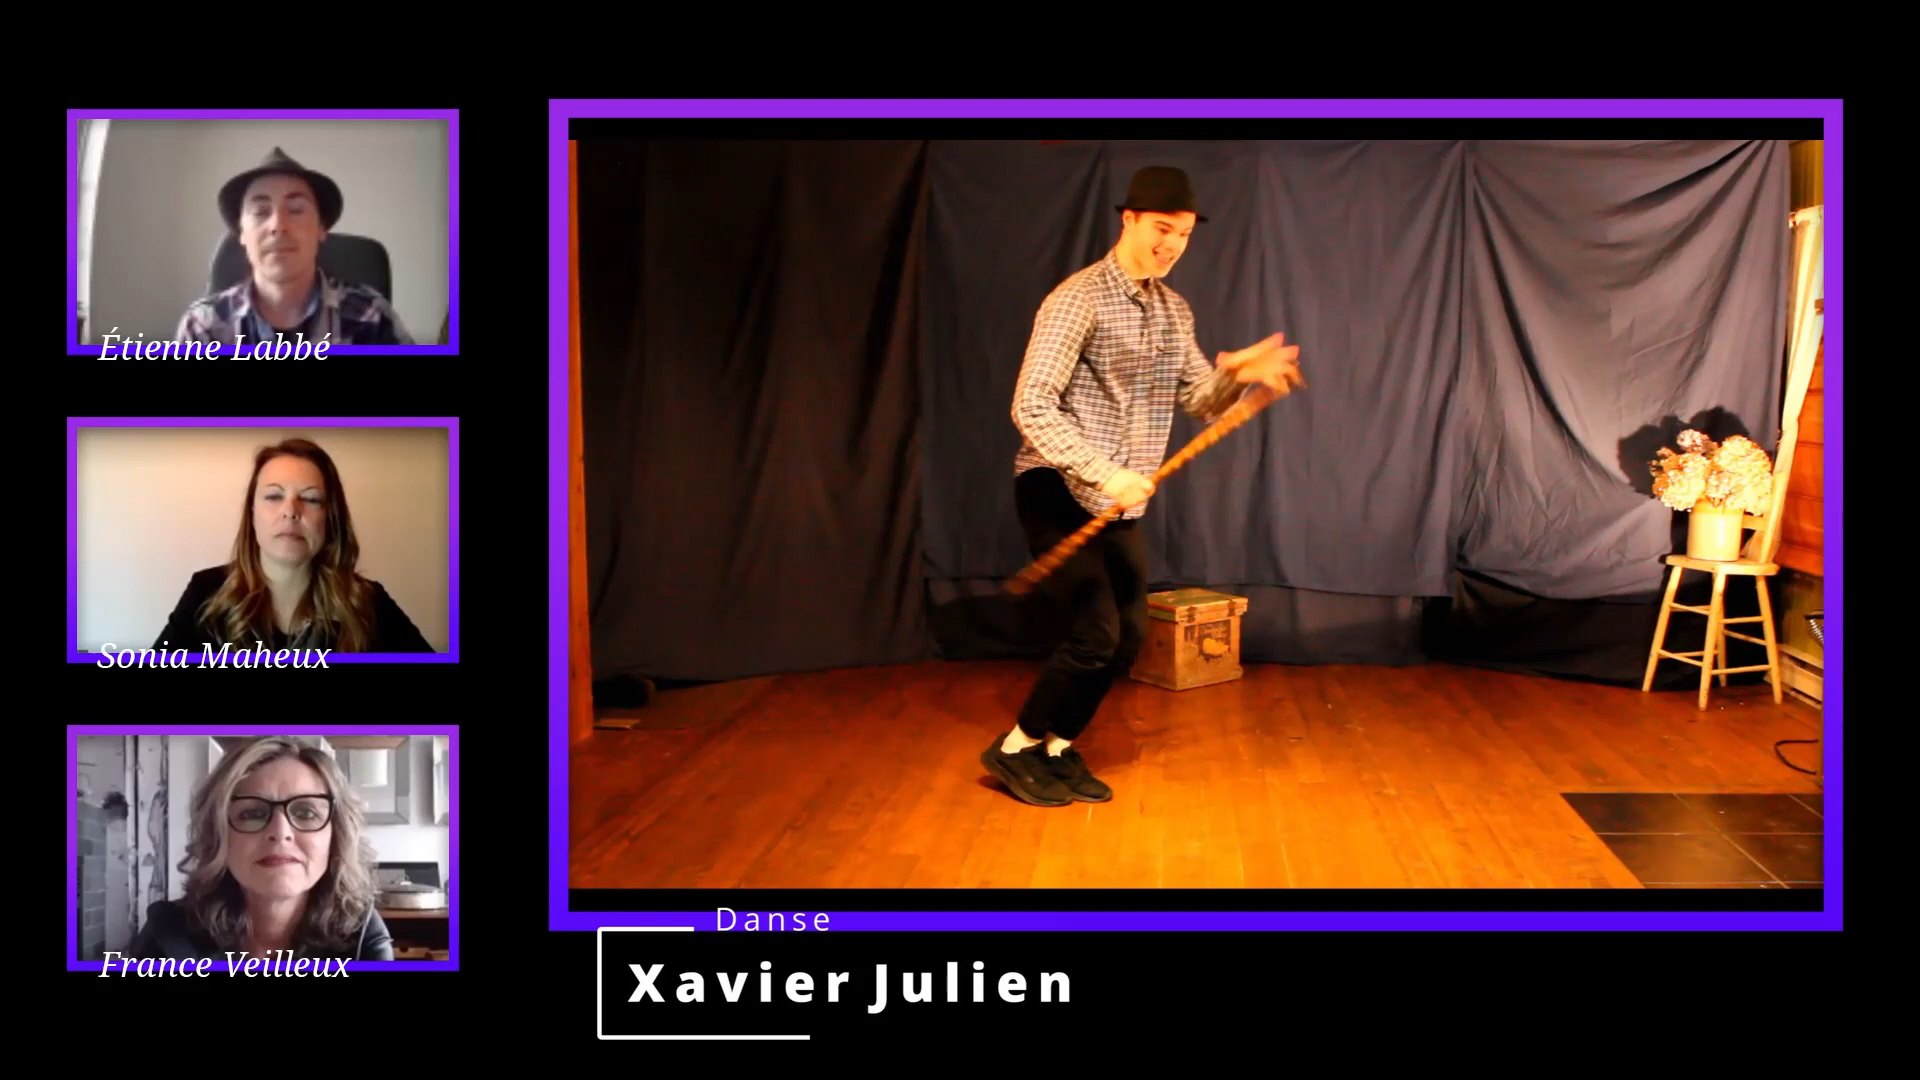 Étienne Labbé
Sonia Maheux
France Veilleux
Danse
Xavier Julien